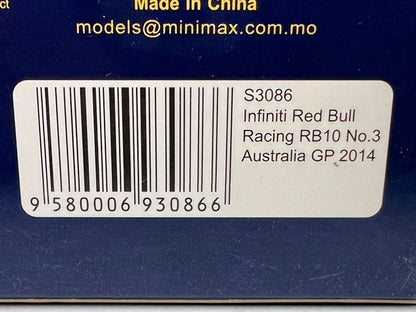 ct
Made in China
models@minimax.com.mo
S3086
Infiniti Red Bull
Racing RB10 No.3
Australia GP 2014
9 580006 930866